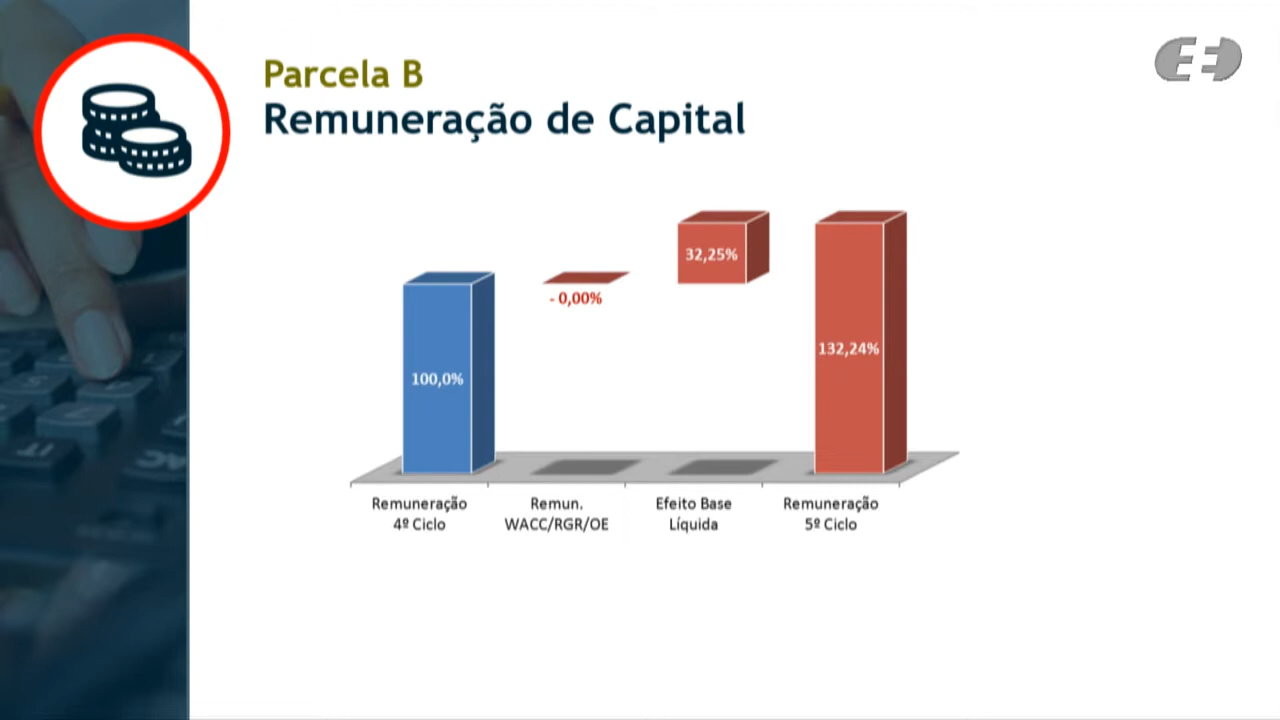 Parcela B
Remuneração de Capital
32,25%
- 0,00%
132,24%
100,0%
Remuneração
4º Ciclo
Remun.
WACC/RGR/OE
Efeito Base
Líquida
Remuneração
5º Ciclo